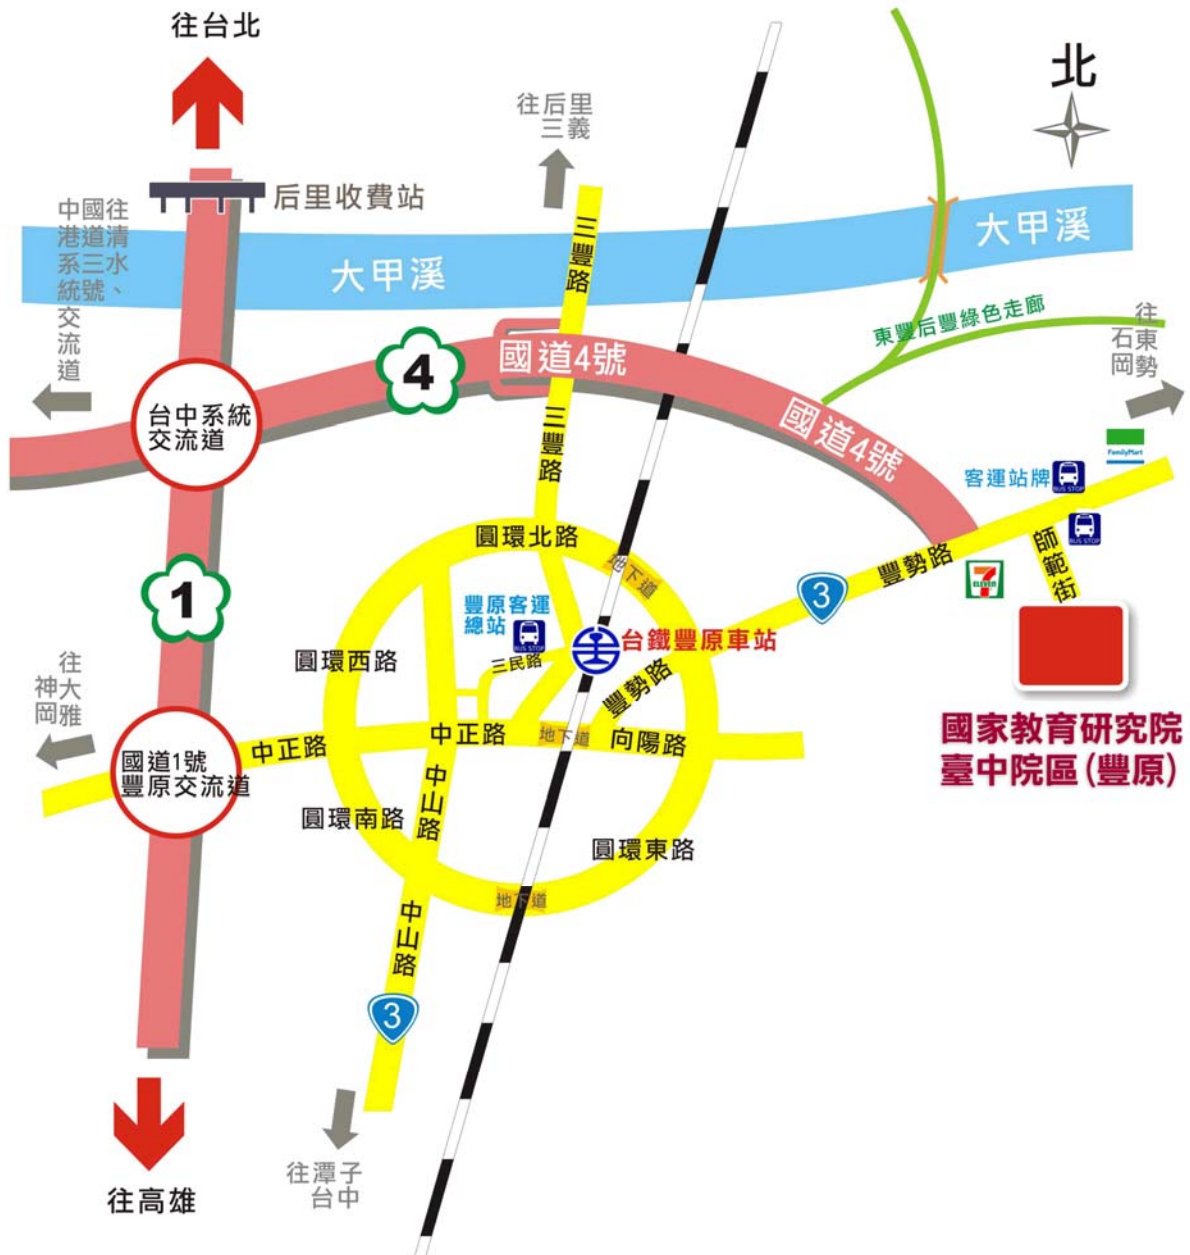 往台北
北
往后里
三義
后里收費站
往清水、
國道三號
中港系統交流道
大甲溪
大甲溪
三豐路
東豐后豐綠色走廊
往東勢
石岡
4
國道4號
國道4號
台中系統
交流道
三豐路
FamilyMart
客運站牌
BUS STOP
BUS STOP
圓環北路
地下道
豐勢路
師範街
1
3
7
ELEVEN
豐原客運
總站
BUS STOP
台鐵豐原車站
三民路
圓環西路
豐勢路
往大雅
神岡
國道1號
豐原交流道
中正路
中正路
地下道
向陽路
國家教育研究院
臺中院區(豐原)
中山路
圓環南路
圓環東路
地下道
中山路
3
往潭子
台中
往高雄